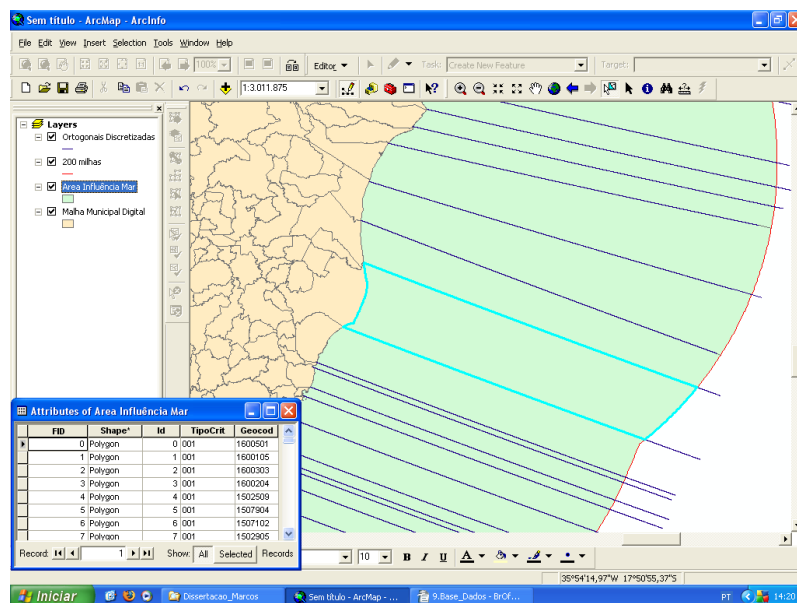 Sem título - ArcMap - ArcInfo
File Edit View Insert Selection Tools Window Help
100% Editor Task: Create New Feature Target:
1:3.011.875
Layers
Ortogonais Discretizadas
200 milhas
Area Influência Mar
Malha Municipal Digital
Attributes of Area Influência Mar
FID Shape* Id TipoCrit Geocod
0 Polygon 0 001 1600501
1 Polygon 1 001 1600105
2 Polygon 2 001 1600303
3 Polygon 3 001 1600204
4 Polygon 4 001 1502509
5 Polygon 5 001 1507904
6 Polygon 6 001 1507102
7 Polygon 7 001 1502905
Record: 1 Show: All Selected Records
10 B I U A
35°54'14,97"W 17°50'55,37"S
Iniciar Dissertacao_Marcos Sem título - ArcMap - ... 9.Base_Dados - BrOf... PT 14:20